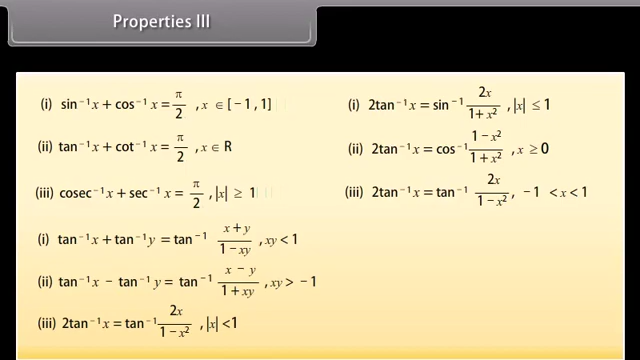 Properties III
(i) sin⁻¹x + cos⁻¹x = π/2 , x ∈ [−1, 1]
(ii) tan⁻¹x + cot⁻¹x = π/2 , x ∈ R
(iii) cosec⁻¹x + sec⁻¹x = π/2 , |x| ≥ 1
(i) tan⁻¹x + tan⁻¹y = tan⁻¹ (x + y)/(1 − xy) , xy < 1
(ii) tan⁻¹x − tan⁻¹y = tan⁻¹ (x − y)/(1 + xy) , xy > −1
(iii) 2tan⁻¹x = tan⁻¹ 2x/(1 − x²) , |x| < 1
(i) 2tan⁻¹x = sin⁻¹ 2x/(1 + x²) , |x| ≤ 1
(ii) 2tan⁻¹x = cos⁻¹ (1 − x²)/(1 + x²) , x ≥ 0
(iii) 2tan⁻¹x = tan⁻¹ 2x/(1 − x²) , −1 < x < 1